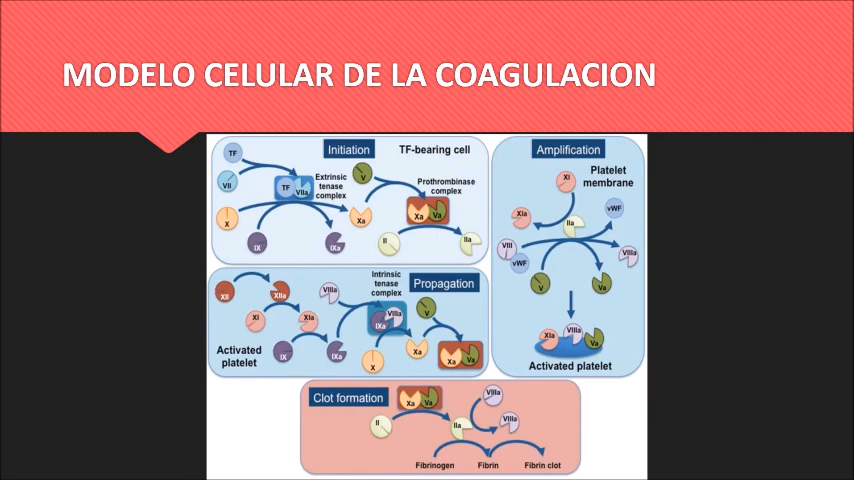 MODELO CELULAR DE LA COAGULACION
Initiation
TF-bearing cell
TF
VII
TF
VIIa
Extrinsic
tenase
complex
X
IX
IXa
Xa
V
Prothrombinase
complex
Xa
Va
II
IIa
Amplification
Platelet
membrane
XI
XIa
IIa
vWF
VIII
vWF
VIIIa
V
Va
XIa
VIIIa
Va
Activated platelet
Propagation
Intrinsic
tenase
complex
XII
XIIa
XI
XIa
IX
IXa
VIIIa
IXa
VIIIa
X
Xa
V
Xa
Va
Activated
platelet
Clot formation
Xa
Va
II
IIa
VIIIa
VIIIa
Fibrinogen
Fibrin
Fibrin clot